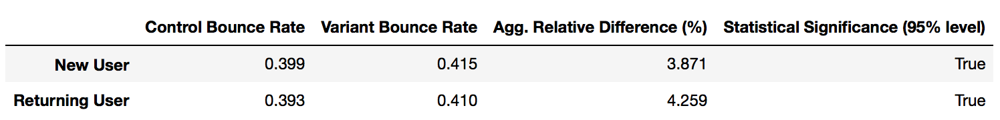 Control Bounce Rate Variant Bounce Rate Agg. Relative Difference (%) Statistical Significance (95% level)
New User 0.399 0.415 3.871 True
Returning User 0.393 0.410 4.259 True